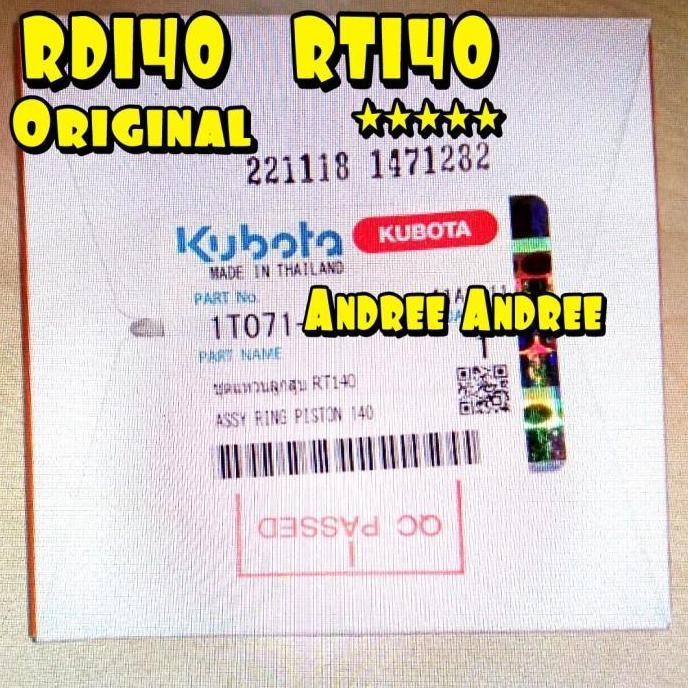 RD140 RT140
ORIGINAL ★★★★★
221118 1471282
Kubota KUBOTA
MADE IN THAILAND
PART No.
1T071- ANDREE ANDREE
PART NAME
ชุดแหวนลูกสูบ RT140
ASSY RING PISTON 140
QC PASSED